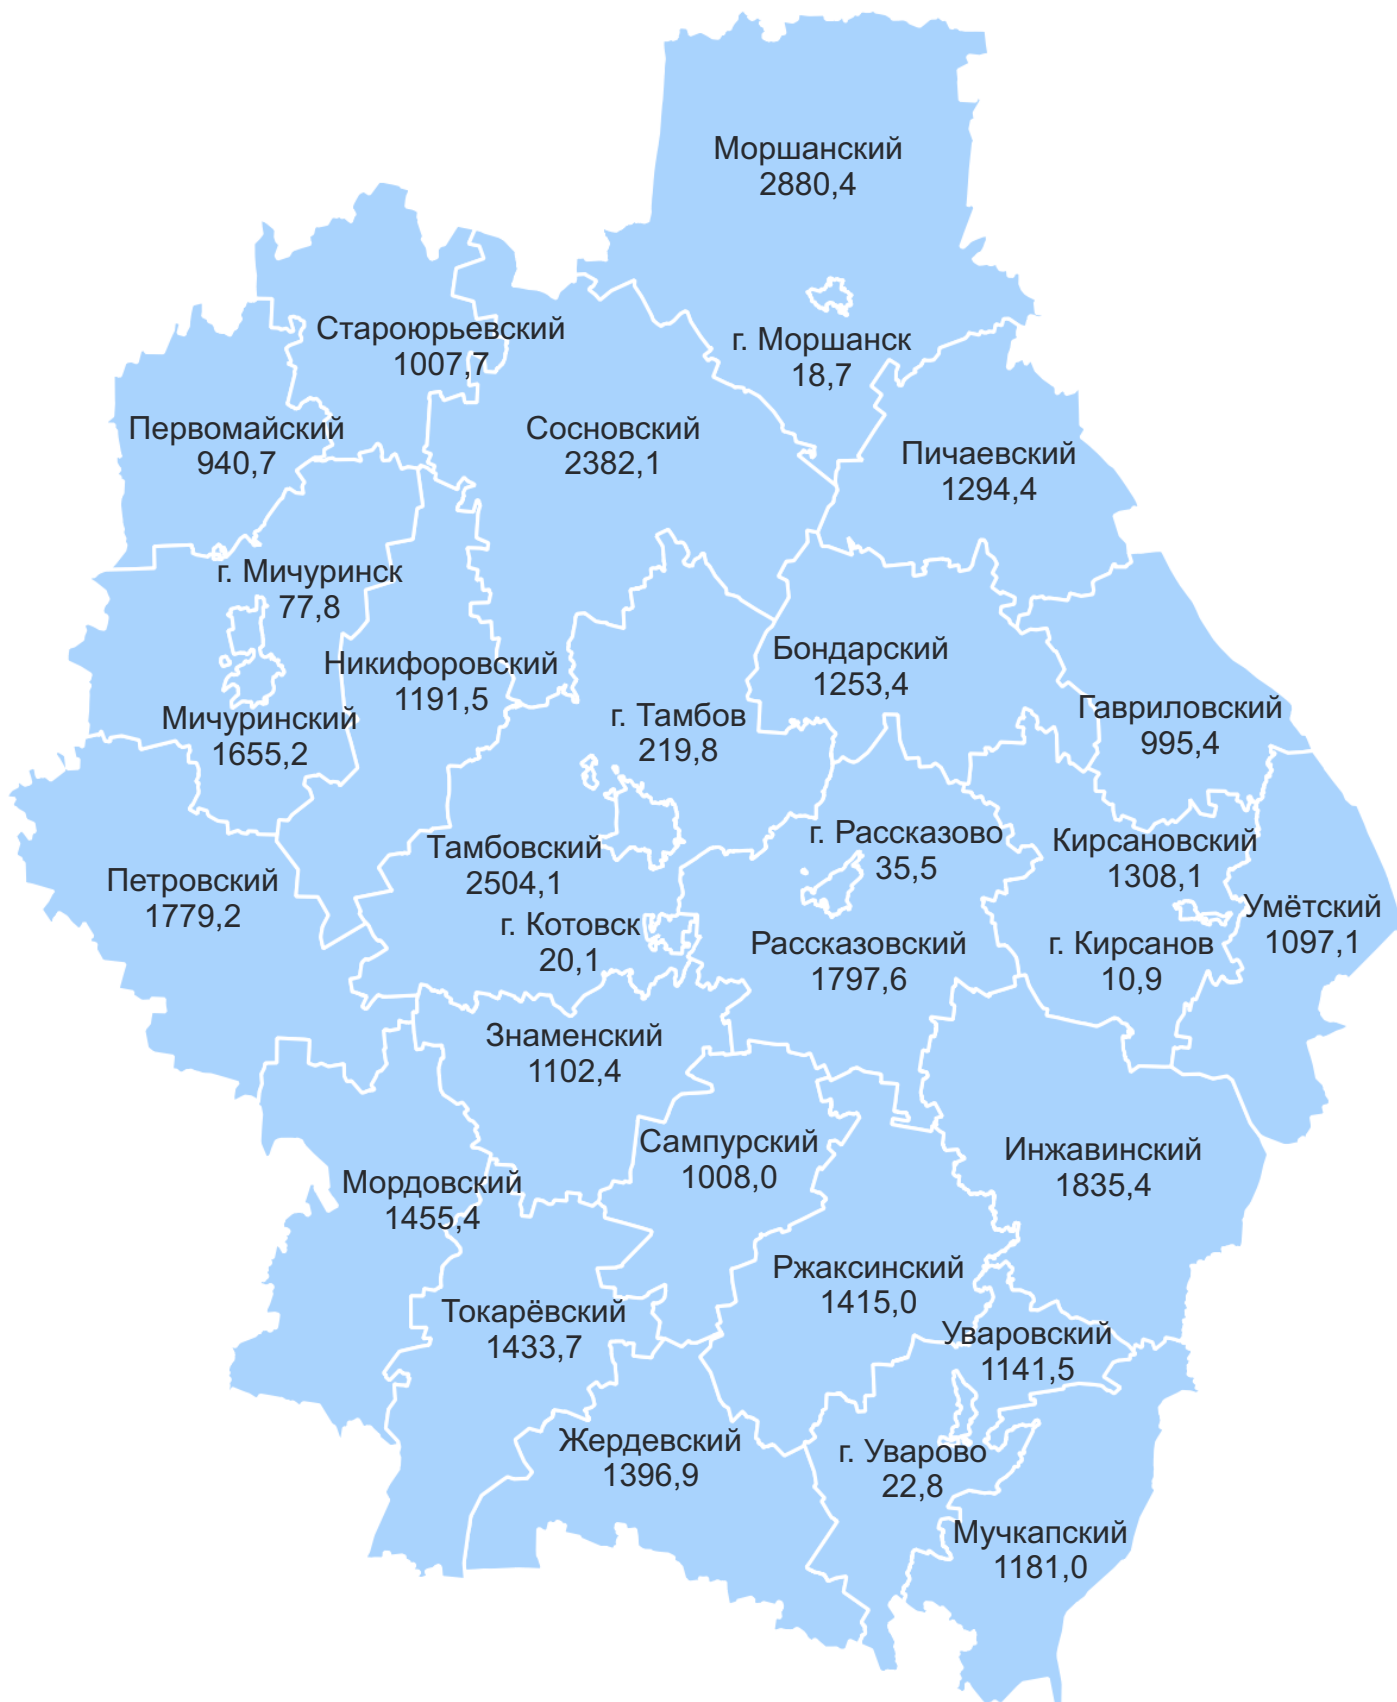 Моршанский
2880,4
Староюрьевский
1007,7
г. Моршанск
18,7
Первомайский
940,7
Сосновский
2382,1
Пичаевский
1294,4
г. Мичуринск
77,8
Никифоровский
1191,5
Бондарский
1253,4
Мичуринский
1655,2
г. Тамбов
219,8
Гавриловский
995,4
Петровский
1779,2
Тамбовский
2504,1
г. Рассказово
35,5
Кирсановский
1308,1
Умётский
1097,1
г. Котовск
20,1
Рассказовский
1797,6
г. Кирсанов
10,9
Знаменский
1102,4
Сампурский
1008,0
Инжавинский
1835,4
Мордовский
1455,4
Ржаксинский
1415,0
Токарёвский
1433,7
Уваровский
1141,5
Жердевский
1396,9
г. Уварово
22,8
Мучкапский
1181,0